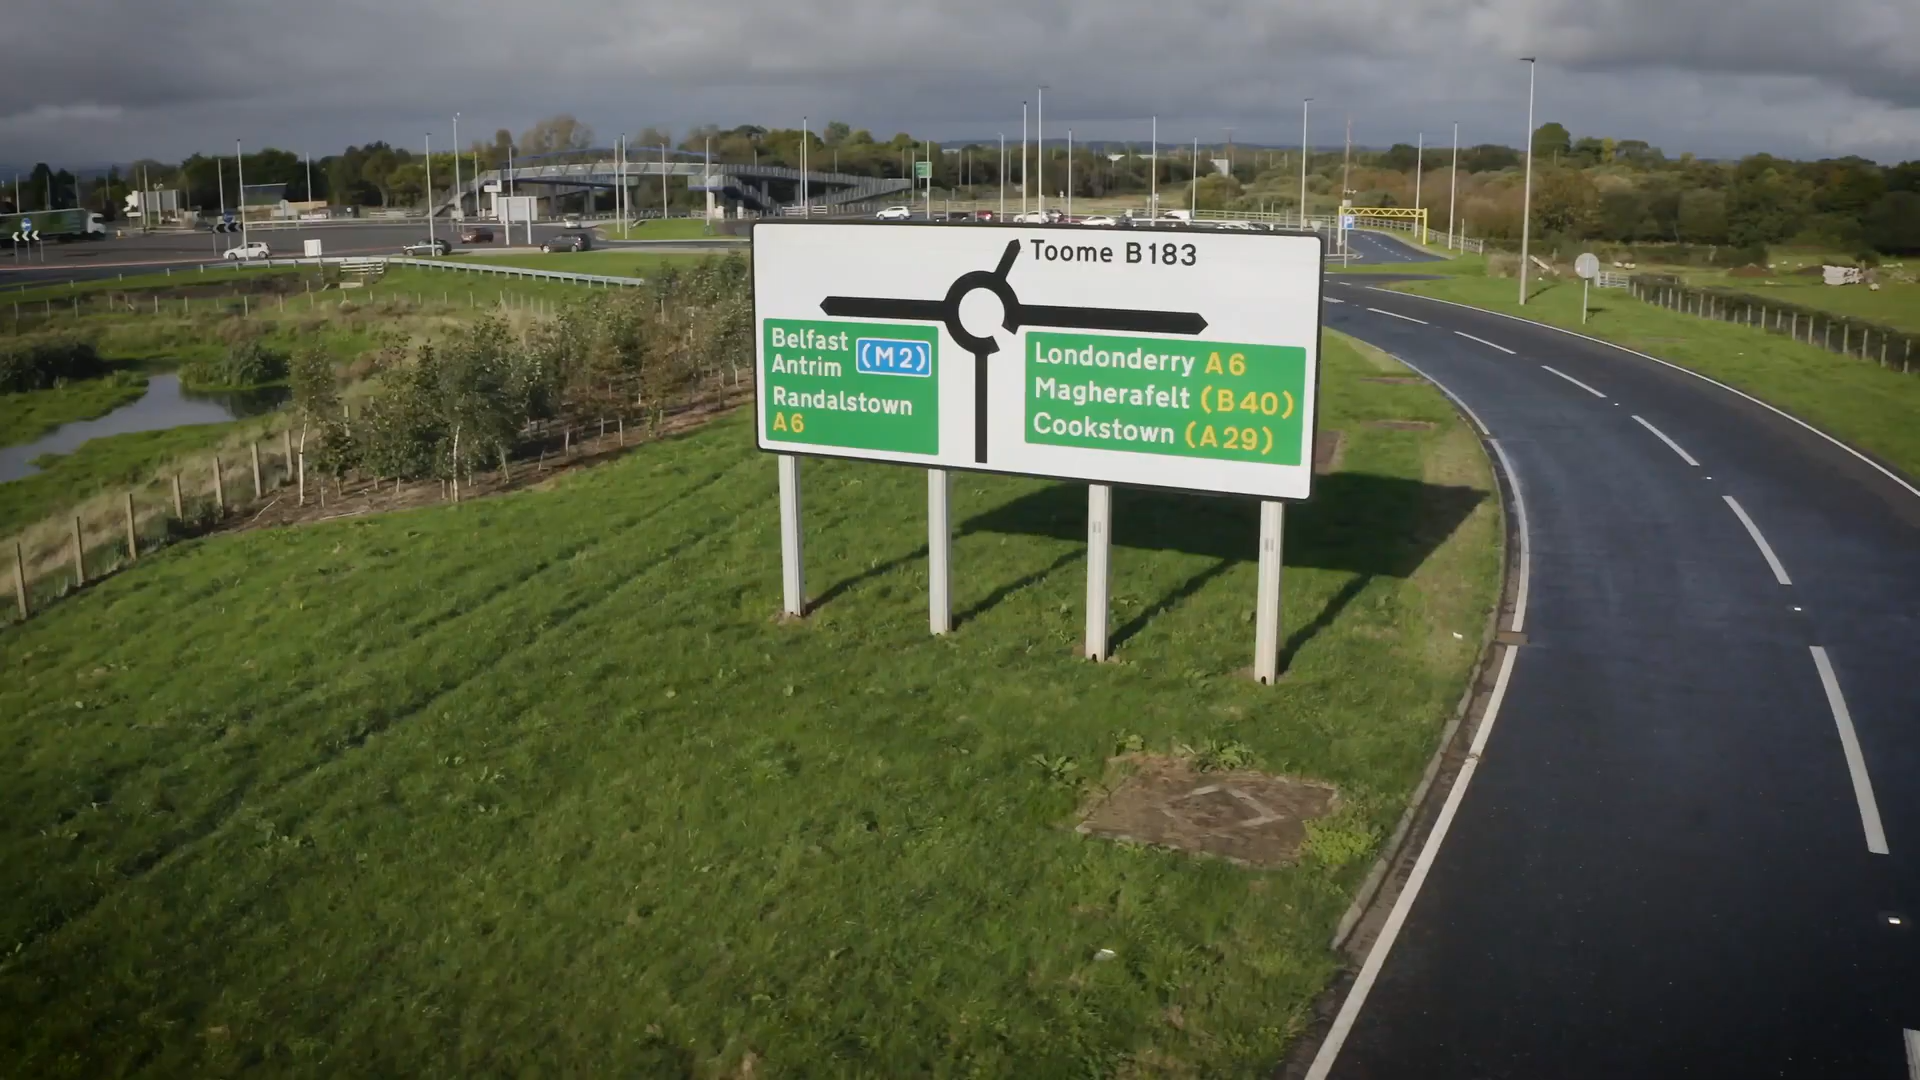 Toome B183
Belfast
Antrim
(M2)
Randalstown
A6
Londonderry A6
Magherafelt (B40)
Cookstown (A29)
P